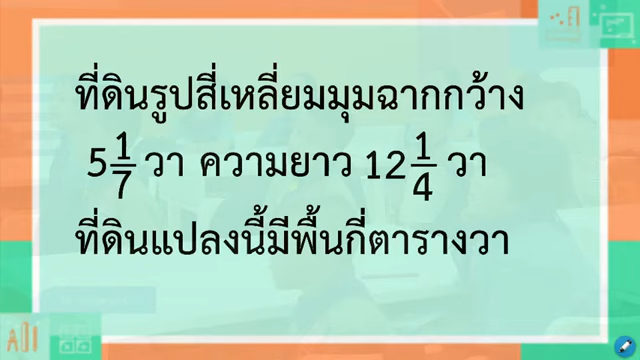 ที่ดินรูปสี่เหลี่ยมมุมฉากกว้าง
5 1/7 วา ความยาว 12 1/4 วา
ที่ดินแปลงนี้มีพื้นกี่ตารางวา